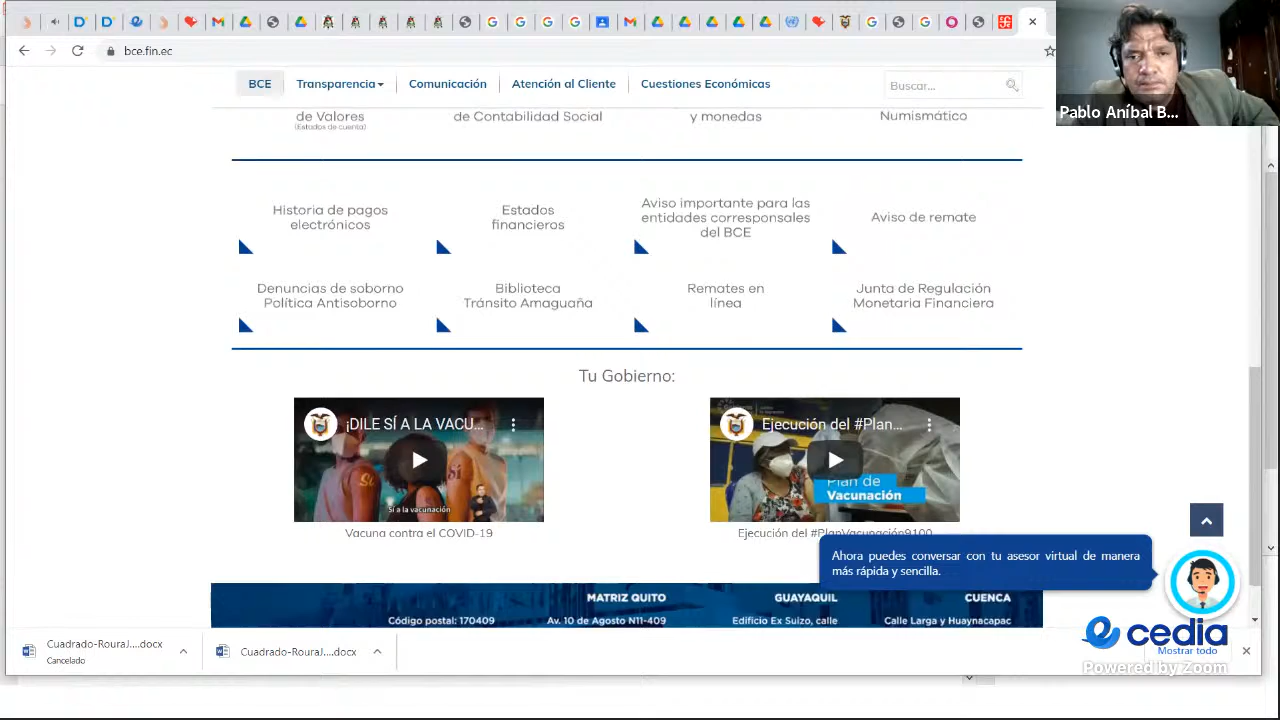 bce.fin.ec
BCE
Transparencia
Comunicación
Atención al Cliente
Cuestiones Económicas
Buscar...
Pablo Aníbal B...
de Valores
(Estados de cuenta)
de Contabilidad Social
y monedas
Numismático
Historia de pagos
electrónicos
Estados
financieros
Aviso importante para las
entidades corresponsales
del BCE
Aviso de remate
Denuncias de soborno
Política Antisoborno
Biblioteca
Tránsito Amaguaña
Remates en
línea
Junta de Regulación
Monetaria Financiera
Tu Gobierno:
¡DILE SÍ A LA VACU...
Sí
Sí
Sí a la vacunación
Vacuna contra el COVID-19
Ejecución del #Plan...
Plan de
Vacunación
Ejecución del #PlanVacunación9100
Ahora puedes conversar con tu asesor virtual de manera
más rápida y sencilla.
MATRIZ QUITO
GUAYAQUIL
CUENCA
Código postal: 170409
Av. 10 de Agosto N11-409
Edificio Ex Suizo, calle
Calle Larga y Huaynacapac
Cuadrado-RouraJ....docx
Cancelado
Cuadrado-RouraJ....docx
cedia
Mostrar todo
Powered by Zoom